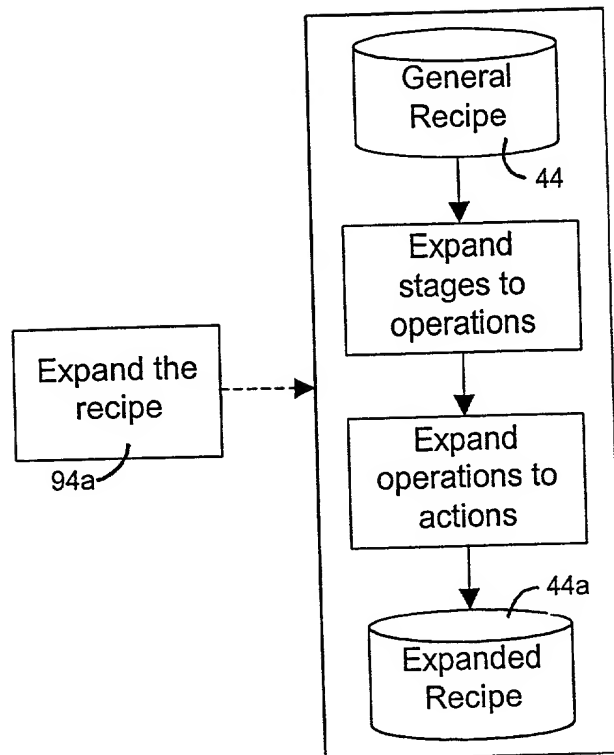 General
Recipe
44
Expand
stages to
operations
Expand the
recipe
94a
Expand
operations to
actions
44a
Expanded
Recipe